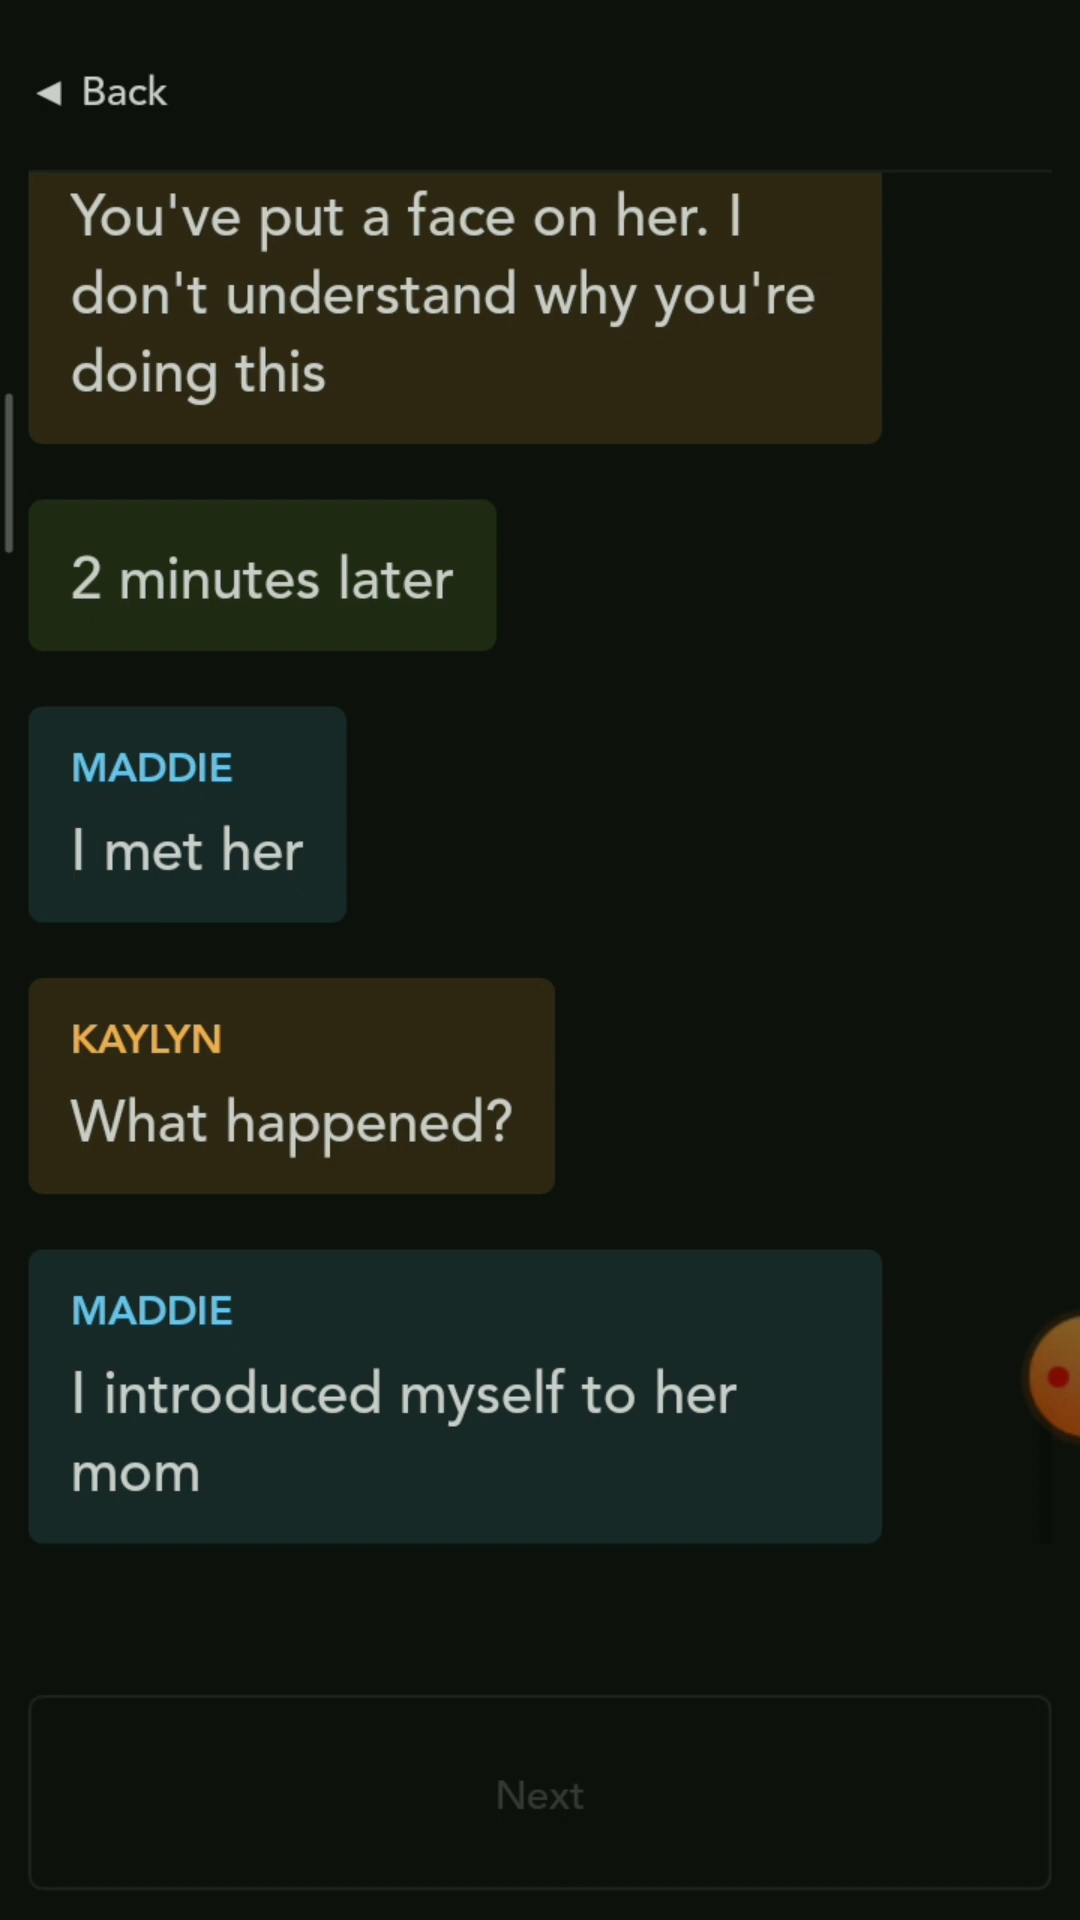 Back
You've put a face on her. I
don't understand why you're
doing this
2 minutes later
MADDIE
I met her
KAYLYN
What happened?
MADDIE
I introduced myself to her
mom
Next